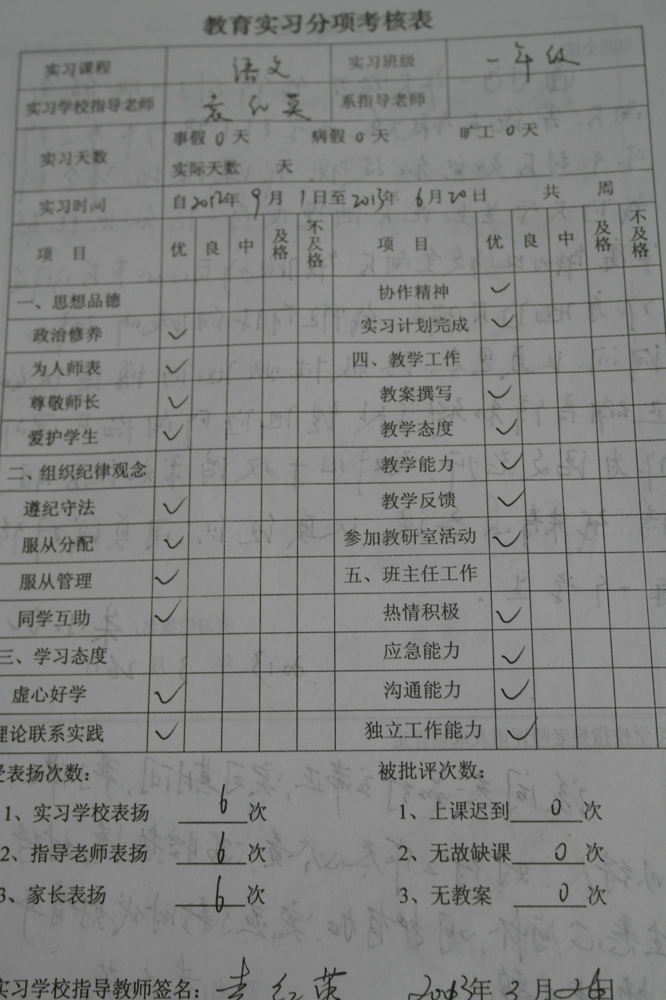 教育实习分项考核表
实习课程 语文 实习班级 一年级
实习学校指导老师 袁红英 系指导老师
实习天数 事假 0 天 病假 0 天 旷工 0 天
实际天数 天
实习时间 自2012年 9 月 1日至2013年 6月20日 共 周
项 目 优 良 中 及格 不及格 项 目 优 良 中 及格 不及格
一、思想品德 协作精神 ✓
政治修养 ✓ 实习计划完成 ✓
为人师表 ✓ 四、教学工作
尊敬师长 ✓ 教案撰写 ✓
爱护学生 ✓ 教学态度 ✓
二、组织纪律观念 教学能力 ✓
遵纪守法 ✓ 教学反馈 ✓
服从分配 ✓ 参加教研室活动 ✓
服从管理 ✓ 五、班主任工作
同学互助 ✓ 热情积极 ✓
三、学习态度 应急能力 ✓
虚心好学 ✓ 沟通能力 ✓
理论联系实践 ✓ 独立工作能力 ✓
受表扬次数: 被批评次数:
1、实习学校表扬 6 次 1、上课迟到 0 次
2、指导老师表扬 6 次 2、无故缺课 0 次
3、家长表扬 6 次 3、无教案 0 次
实习学校指导教师签名: 袁红英 2013年 3 月26日